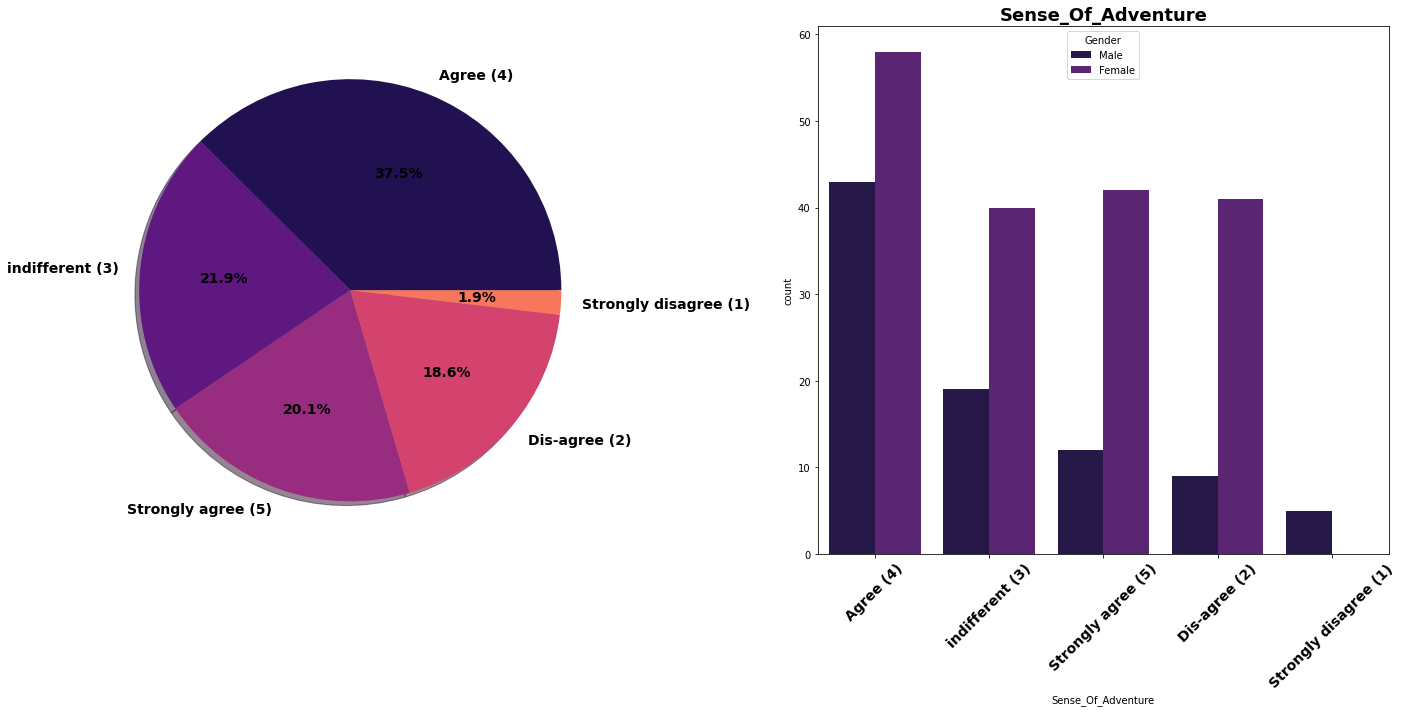 Agree (4)
37.5%
indifferent (3)
21.9%
1.9%
Strongly disagree (1)
18.6%
20.1%
Dis-agree (2)
Strongly agree (5)
Sense_Of_Adventure
Gender
Male
Female
60
50
40
30
20
10
0
count
Agree (4)
indifferent (3)
Strongly agree (5)
Dis-agree (2)
Strongly disagree (1)
Sense_Of_Adventure